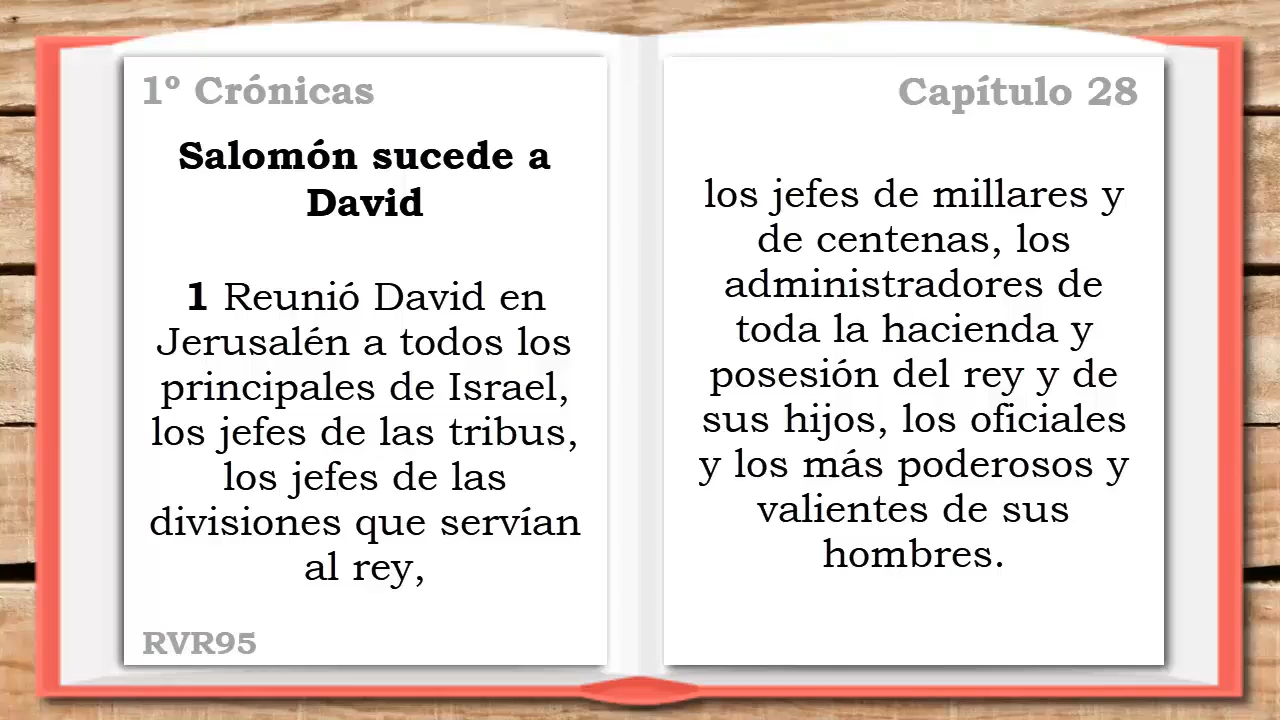 1º Crónicas
Salomón sucede a
David
1 Reunió David en
Jerusalén a todos los
principales de Israel,
los jefes de las tribus,
los jefes de las
divisiones que servían
al rey,
RVR95
Capítulo 28
los jefes de millares y
de centenas, los
administradores de
toda la hacienda y
posesión del rey y de
sus hijos, los oficiales
y los más poderosos y
valientes de sus
hombres.